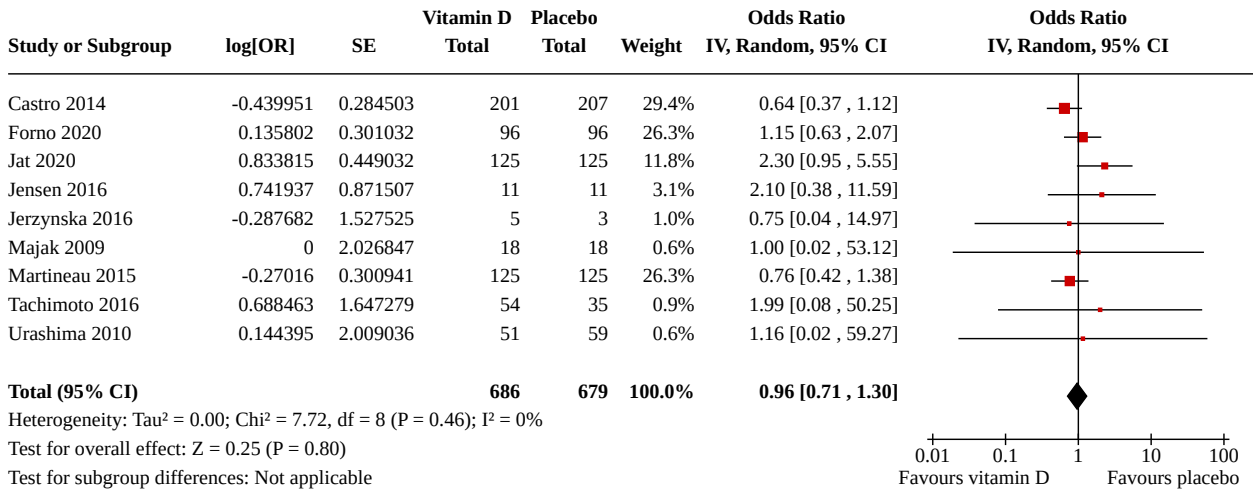 Vitamin D Placebo Odds Ratio Odds Ratio
Study or Subgroup log[OR] SE Total Total Weight IV, Random, 95% CI IV, Random, 95% CI
Castro 2014 -0.439951 0.284503 201 207 29.4% 0.64 [0.37 , 1.12]
Forno 2020 0.135802 0.301032 96 96 26.3% 1.15 [0.63 , 2.07]
Jat 2020 0.833815 0.449032 125 125 11.8% 2.30 [0.95 , 5.55]
Jensen 2016 0.741937 0.871507 11 11 3.1% 2.10 [0.38 , 11.59]
Jerzynska 2016 -0.287682 1.527525 5 3 1.0% 0.75 [0.04 , 14.97]
Majak 2009 0 2.026847 18 18 0.6% 1.00 [0.02 , 53.12]
Martineau 2015 -0.27016 0.300941 125 125 26.3% 0.76 [0.42 , 1.38]
Tachimoto 2016 0.688463 1.647279 54 35 0.9% 1.99 [0.08 , 50.25]
Urashima 2010 0.144395 2.009036 51 59 0.6% 1.16 [0.02 , 59.27]
Total (95% CI) 686 679 100.0% 0.96 [0.71 , 1.30]
Heterogeneity: Tau² = 0.00; Chi² = 7.72, df = 8 (P = 0.46); I² = 0%
Test for overall effect: Z = 0.25 (P = 0.80)
0.01 0.1 1 10 100
Test for subgroup differences: Not applicable
Favours vitamin D Favours placebo